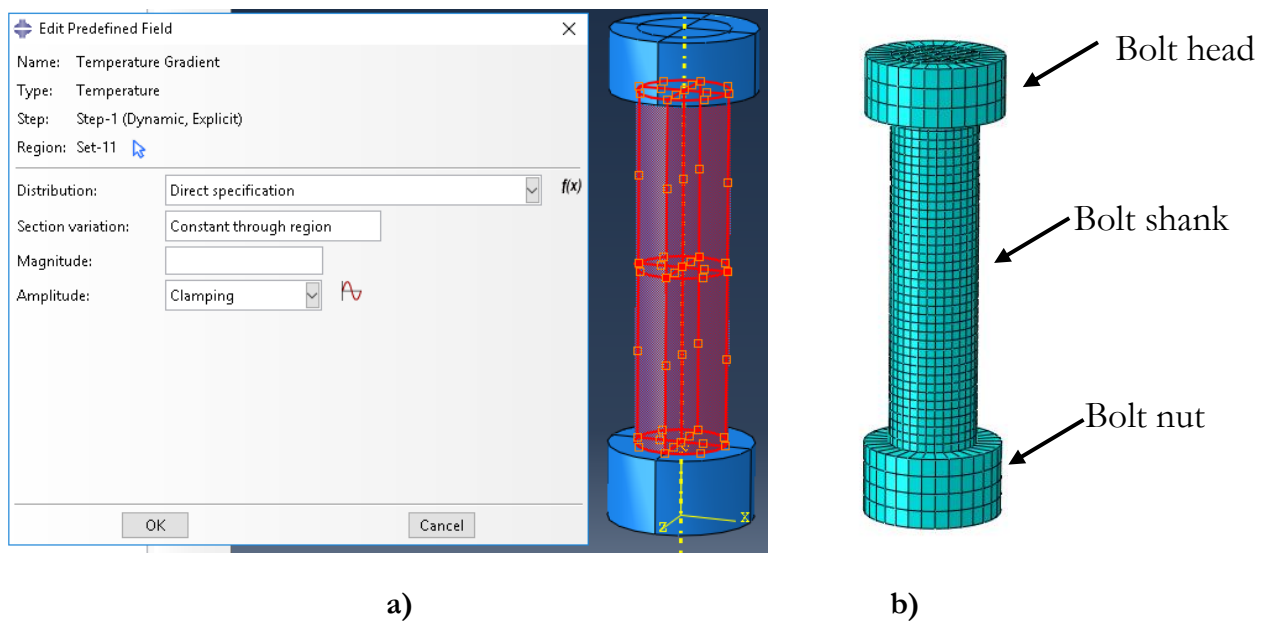 Edit Predefined Field
Name: Temperature Gradient
Type: Temperature
Step: Step-1 (Dynamic, Explicit)
Region: Set-11
Distribution: Direct specification f(x)
Section variation: Constant through region
Magnitude:
Amplitude: Clamping
OK Cancel
Z X
Bolt head
Bolt shank
Bolt nut
a) b)